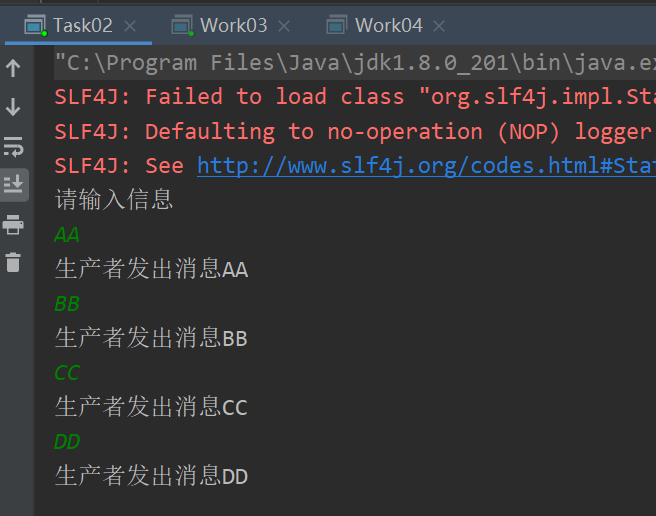 Task02 Work03 Work04
"C:\Program Files\Java\jdk1.8.0_201\bin\java.ex
SLF4J: Failed to load class "org.slf4j.impl.Sta
SLF4J: Defaulting to no-operation (NOP) logger
SLF4J: See http://www.slf4j.org/codes.html#Stat
请输入信息
AA
生产者发出消息AA
BB
生产者发出消息BB
CC
生产者发出消息CC
DD
生产者发出消息DD